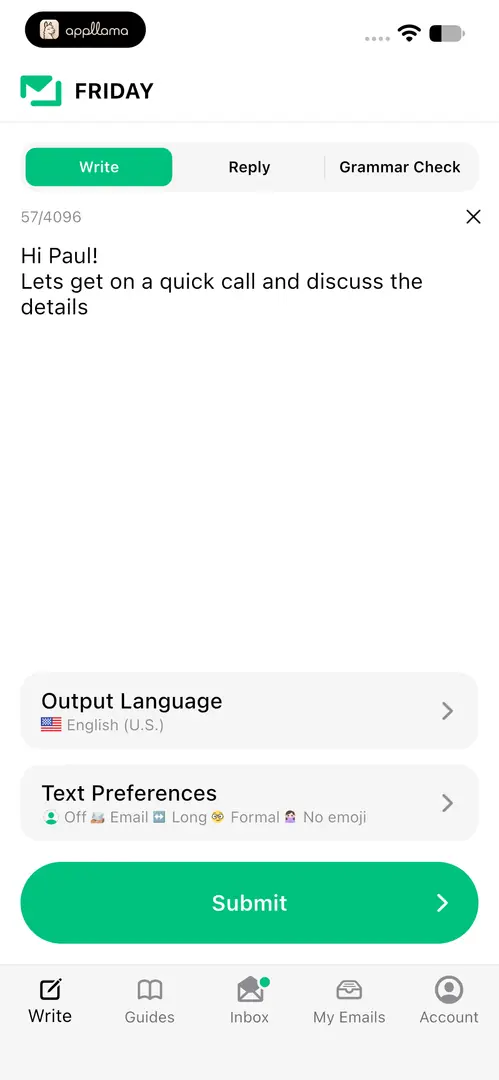 appllama
FRIDAY
Write
Reply
Grammar Check
57/4096
Hi Paul!
Lets get on a quick call and discuss the
details
Output Language
English (U.S.)
Text Preferences
Off Email Long Formal No emoji
Submit
Write
Guides
Inbox
My Emails
Account